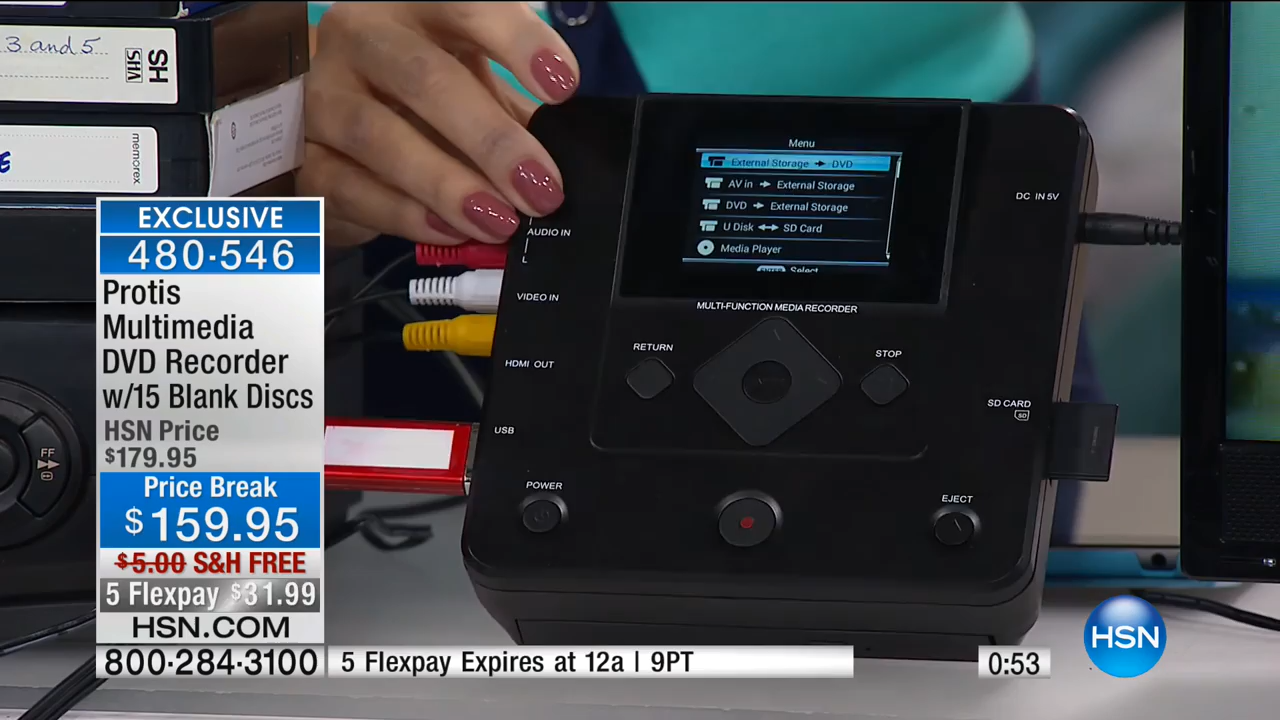 3 and 5
VHS
memorex
EXCLUSIVE
480-546
Protis
Multimedia
DVD Recorder
w/15 Blank Discs
HSN Price
$179.95
Price Break
$159.95
$5.00 S&H FREE
5 Flexpay $31.99
HSN.COM
800-284-3100
5 Flexpay Expires at 12a | 9PT
0:53
HSN
FF
Menu
External Storage → DVD
AV in → External Storage
DVD → External Storage
U Disk ↔ SD Card
Media Player
ENTER Select
MULTI-FUNCTION MEDIA RECORDER
AUDIO IN
L
VIDEO IN
HDMI OUT
USB
DC IN 5V
RETURN
STOP
SD CARD
SD
POWER
EJECT